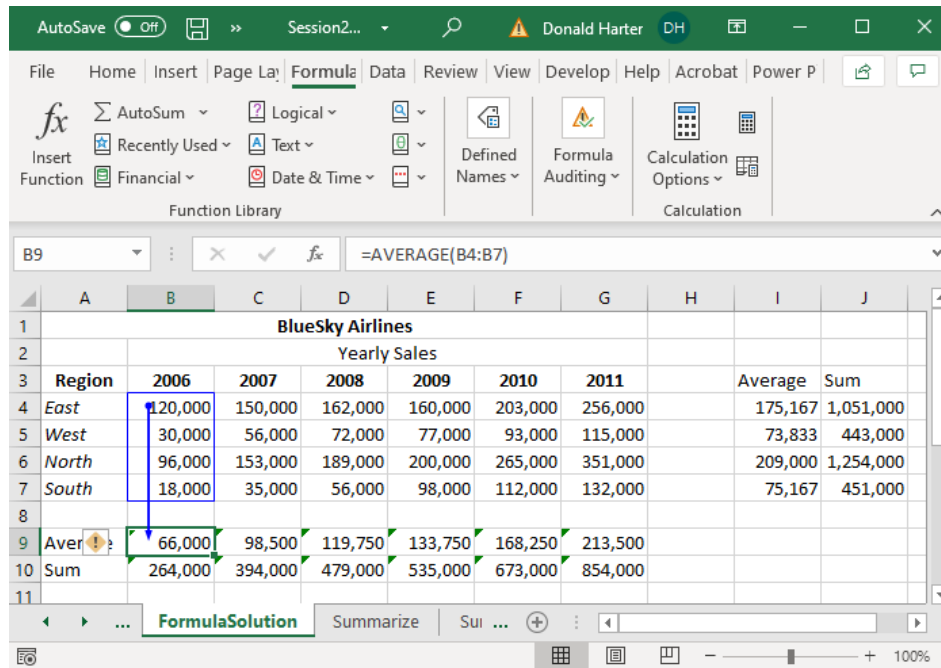 AutoSave Off » Session2... Donald Harter DH
File Home Insert Page Lay Formula Data Review View Develop Help Acrobat Power P
fx Insert Function
AutoSum
Recently Used
Financial
Logical
Text
Date & Time
Function Library
Defined Names
Formula Auditing
Calculation Options
Calculation
B9 fx =AVERAGE(B4:B7)
A B C D E F G H I J
1 BlueSky Airlines
2 Yearly Sales
3 Region 2006 2007 2008 2009 2010 2011 Average Sum
4 East 120,000 150,000 162,000 160,000 203,000 256,000 175,167 1,051,000
5 West 30,000 56,000 72,000 77,000 93,000 115,000 73,833 443,000
6 North 96,000 153,000 189,000 200,000 265,000 351,000 209,000 1,254,000
7 South 18,000 35,000 56,000 98,000 112,000 132,000 75,167 451,000
8
9 Aver e 66,000 98,500 119,750 133,750 168,250 213,500
10 Sum 264,000 394,000 479,000 535,000 673,000 854,000
11
... FormulaSolution Summarize Su ...
100%